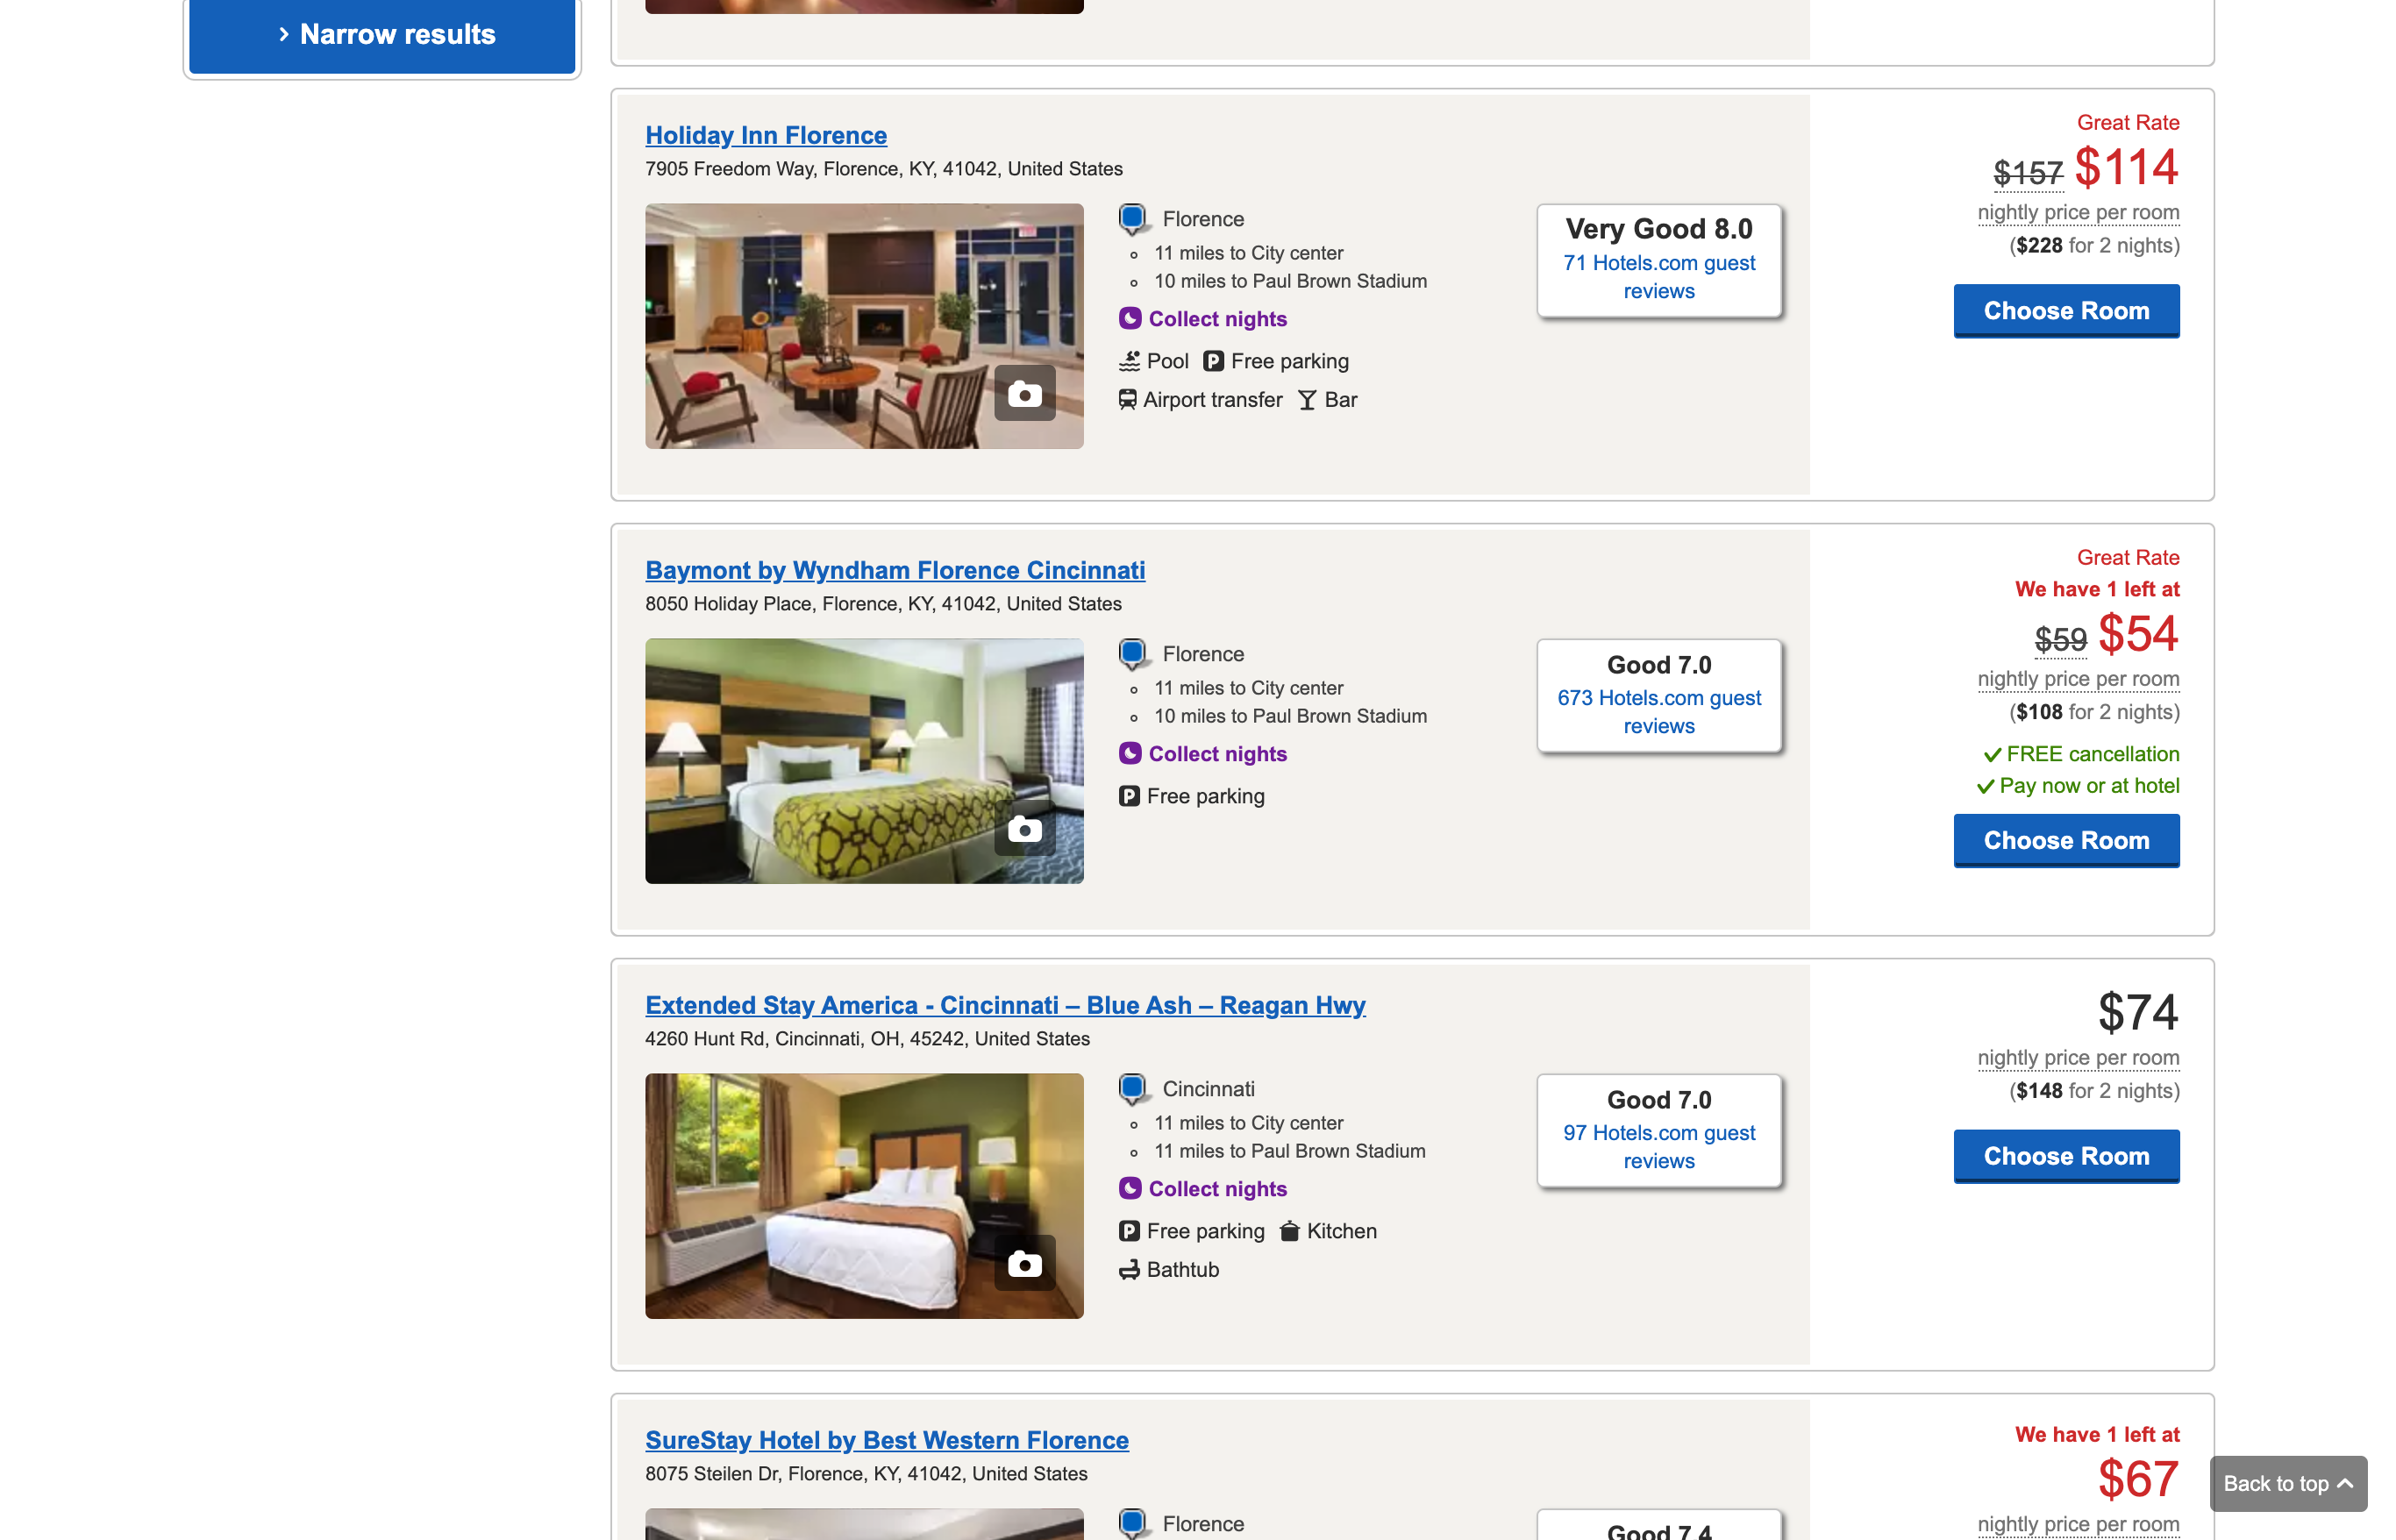 Narrow results
Holiday Inn Florence
7905 Freedom Way, Florence, KY, 41042, United States
Florence
11 miles to City center
10 miles to Paul Brown Stadium
Collect nights
Pool Free parking
Airport transfer Bar
Very Good 8.0
71 Hotels.com guest
reviews
Great Rate
$157 $114
nightly price per room
($228 for 2 nights)
Choose Room
Baymont by Wyndham Florence Cincinnati
8050 Holiday Place, Florence, KY, 41042, United States
Florence
11 miles to City center
10 miles to Paul Brown Stadium
Collect nights
Free parking
Good 7.0
673 Hotels.com guest
reviews
Great Rate
We have 1 left at
$59 $54
nightly price per room
($108 for 2 nights)
FREE cancellation
Pay now or at hotel
Choose Room
Extended Stay America - Cincinnati – Blue Ash – Reagan Hwy
4260 Hunt Rd, Cincinnati, OH, 45242, United States
Cincinnati
11 miles to City center
11 miles to Paul Brown Stadium
Collect nights
Free parking Kitchen
Bathtub
Good 7.0
97 Hotels.com guest
reviews
$74
nightly price per room
($148 for 2 nights)
Choose Room
SureStay Hotel by Best Western Florence
8075 Steilen Dr, Florence, KY, 41042, United States
Florence
Good 7.4
We have 1 left at
$67
nightly price per room
Back to top